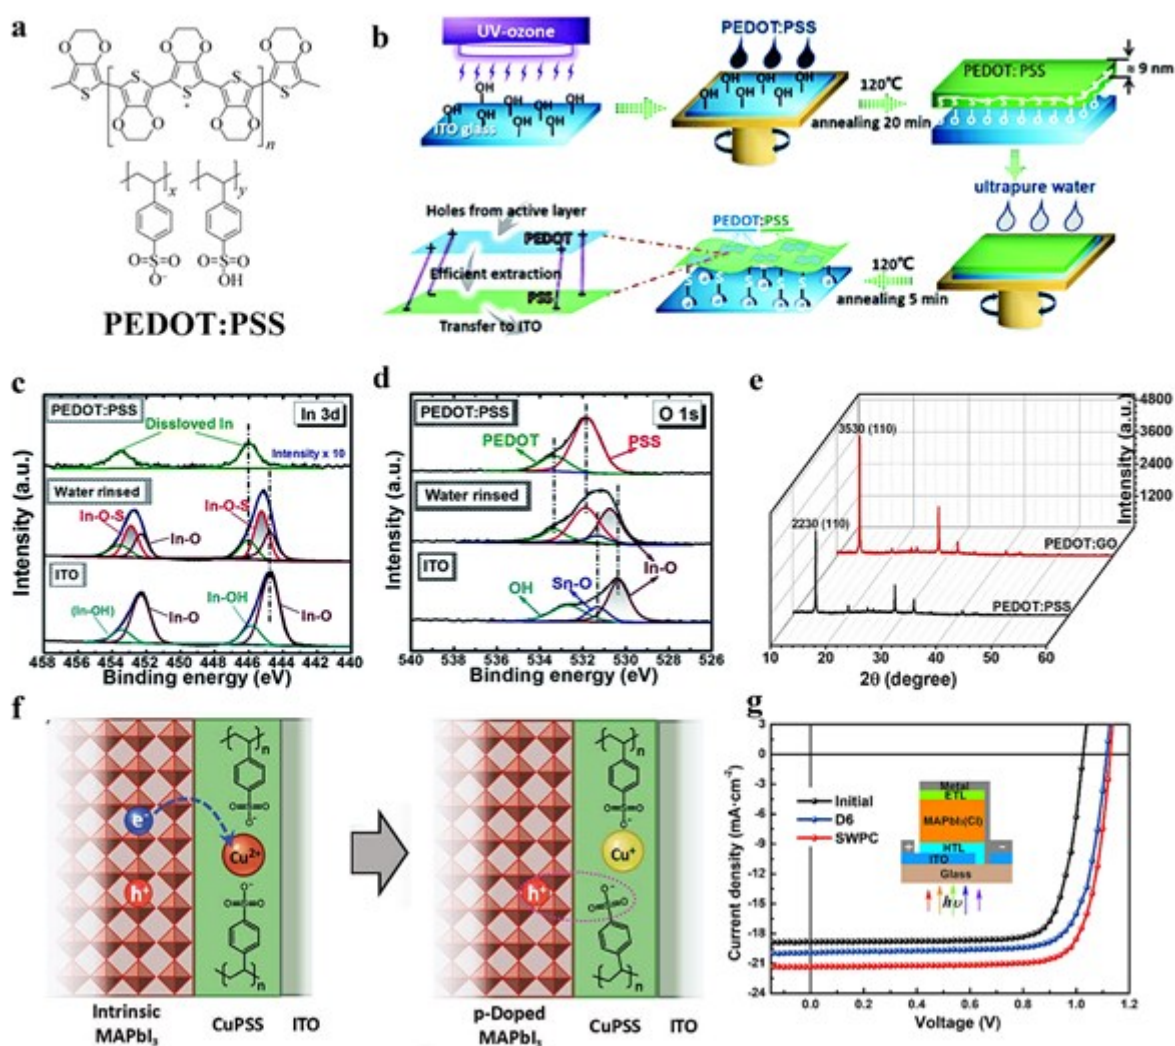 a
S
S
S
S
S
O
O
O
O
O
O
O
O
O
O
n
x
y
O=S=O
O=S=O
O⁻
OH
PEDOT:PSS
b
UV-ozone
OH
ITO glass
PEDOT:PSS
OH
120℃
annealing 20 min
PEDOT: PSS
≈ 9 nm
ultrapure water
Holes from active layer
PEDOT
Efficient extraction
PSS
Transfer to ITO
PEDOT:PSS
120℃
annealing 5 min
c
PEDOT:PSS
In 3d
Dissloved In
Intensity x 10
Water rinsed
In-O-S
In-O-S
In-O
ITO
In-OH
(In-OH)
In-O
In-O
Intensity (a.u.)
458 456 454 452 450 448 446 444 442 440
Binding energy (eV)
d
O 1s
PEDOT:PSS
PEDOT
PSS
Water rinsed
ITO
OH
Sn-O
In-O
Intensity (a.u.)
540 538 536 534 532 530 528 526
Binding energy (eV)
e
4800
3600
2400
1200
Intensity (a.u.)
3530 (110)
2230 (110)
PEDOT:GO
PEDOT:PSS
10 20 30 40 50 60
2θ (degree)
f
e⁻
h⁺
Cu²⁺
n
n
Intrinsic
MAPbI₃
CuPSS
ITO
h⁺
Cu⁺
n
n
p-Doped
MAPbI₃
CuPSS
ITO
g
3
0
-3
-6
-9
-12
-15
-18
-21
-24
Current density (mA·cm⁻²)
Initial
D6
SWPC
Metal
ETL
MAPbI₃(Cl)
HTL
ITO
Glass
+
−
hυ
0.0 0.2 0.4 0.6 0.8 1.0 1.2
Voltage (V)